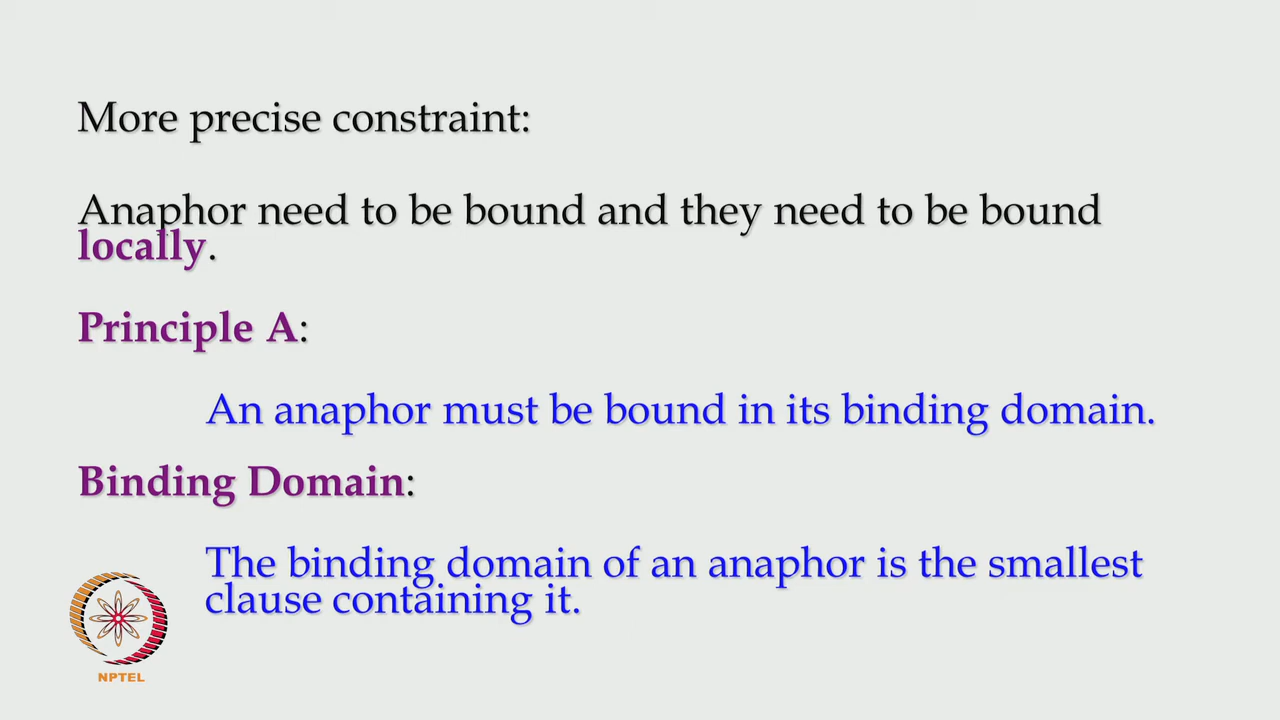 More precise constraint:
Anaphor need to be bound and they need to be bound
locally.
Principle A:
An anaphor must be bound in its binding domain.
Binding Domain:
The binding domain of an anaphor is the smallest
clause containing it.
NPTEL